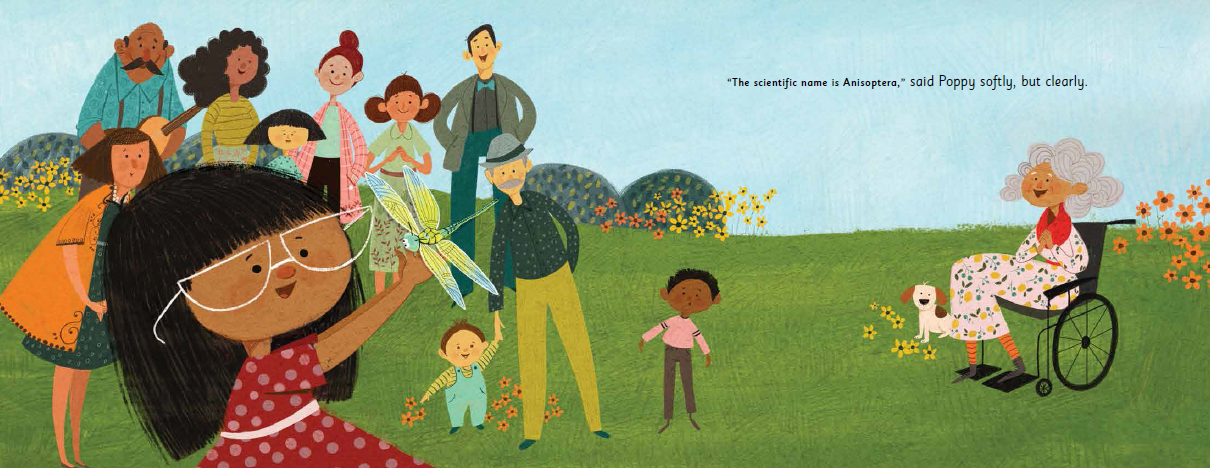 “The scientific name is Anisoptera,” said Poppy softly, but clearly.